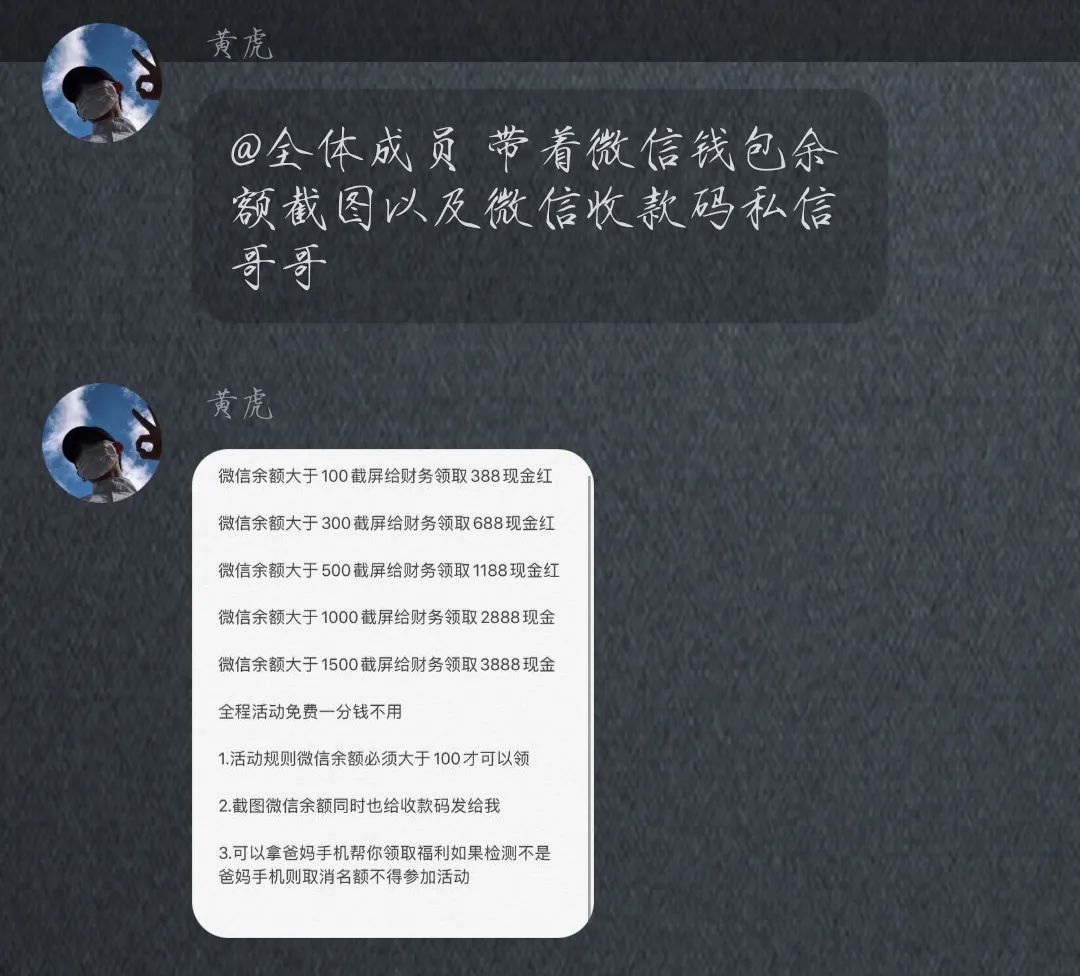 黄虎
@全体成员 带着微信钱包余
额截图以及微信收款码私信
哥哥
黄虎
微信余额大于100截屏给财务领取388现金红
微信余额大于300截屏给财务领取688现金红
微信余额大于500截屏给财务领取1188现金红
微信余额大于1000截屏给财务领取2888现金
微信余额大于1500截屏给财务领取3888现金
全程活动免费一分钱不用
1.活动规则微信余额必须大于100才可以领
2.截图微信余额同时也给收款码发给我
3.可以拿爸妈手机帮你领取福利如果检测不是
爸妈手机则取消名额不得参加活动